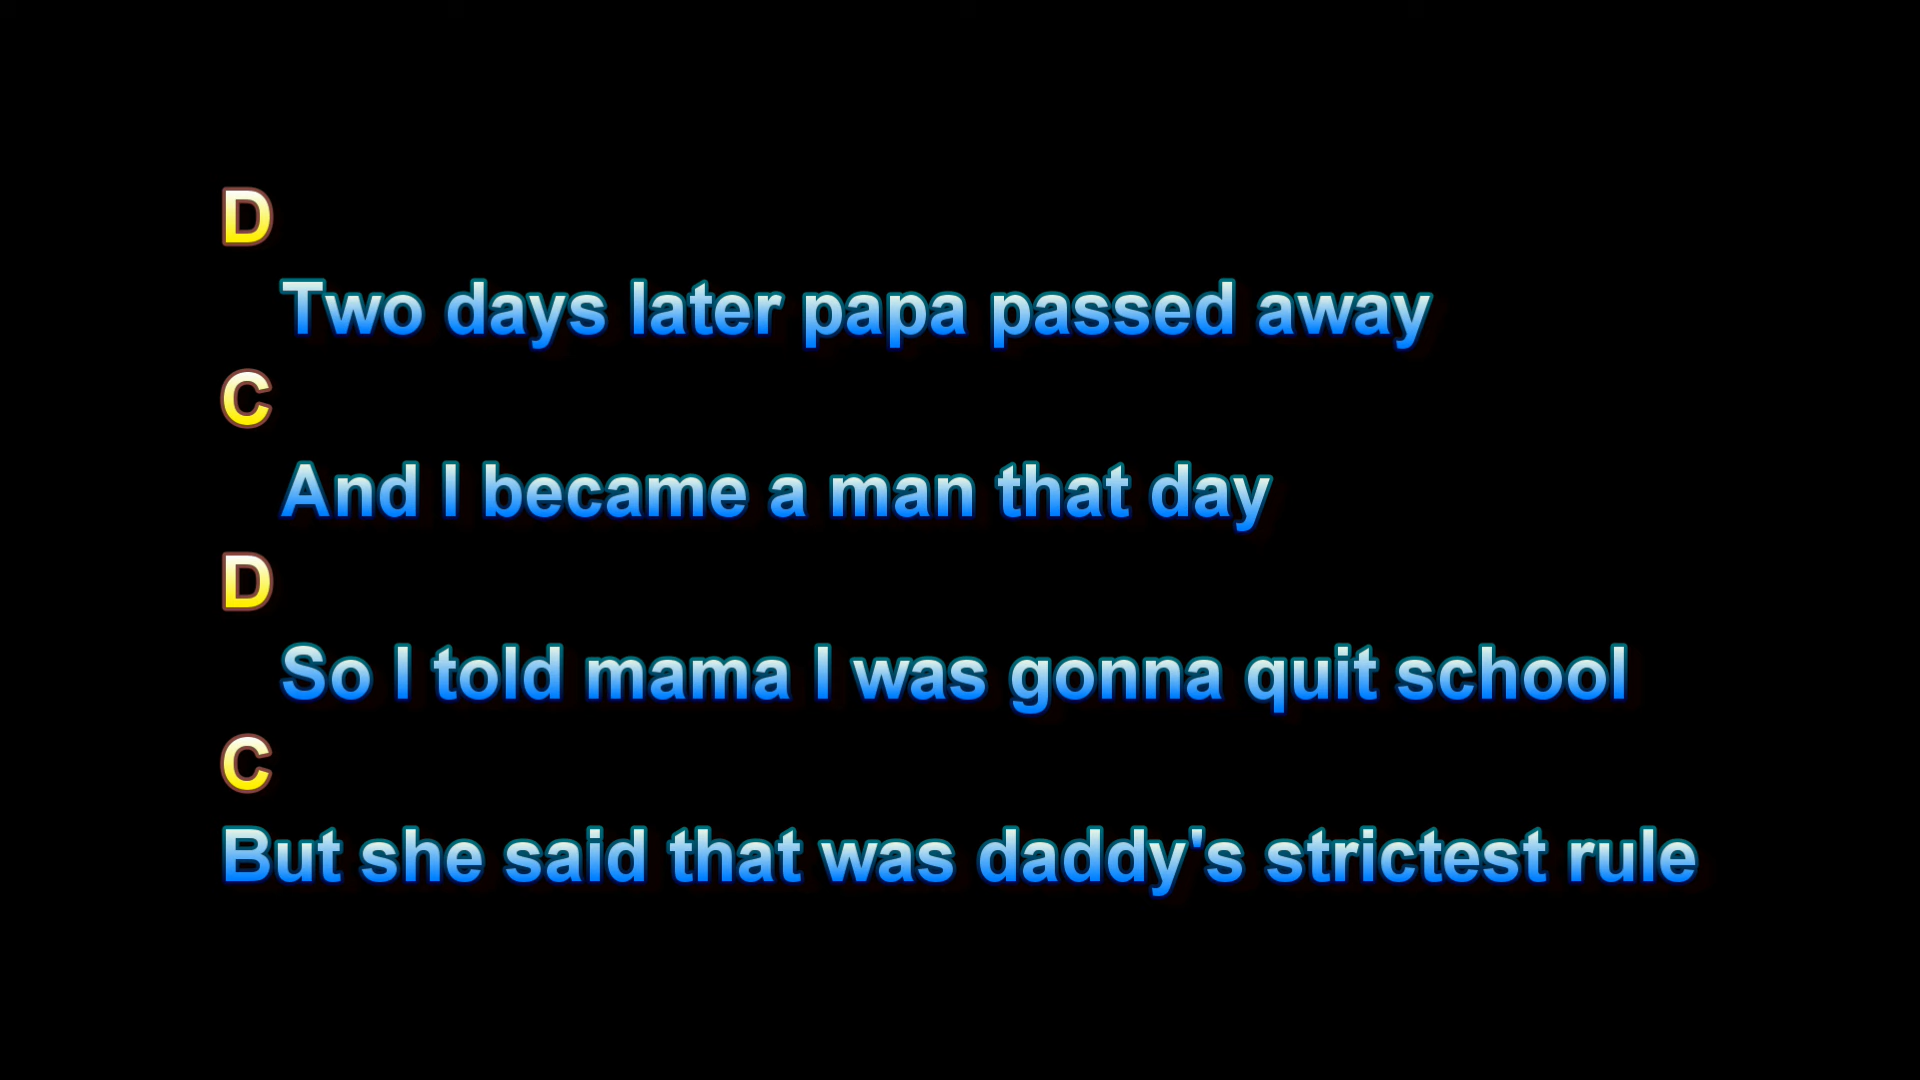 D
Two days later papa passed away
C
And I became a man that day
D
So I told mama I was gonna quit school
C
But she said that was daddy's strictest rule